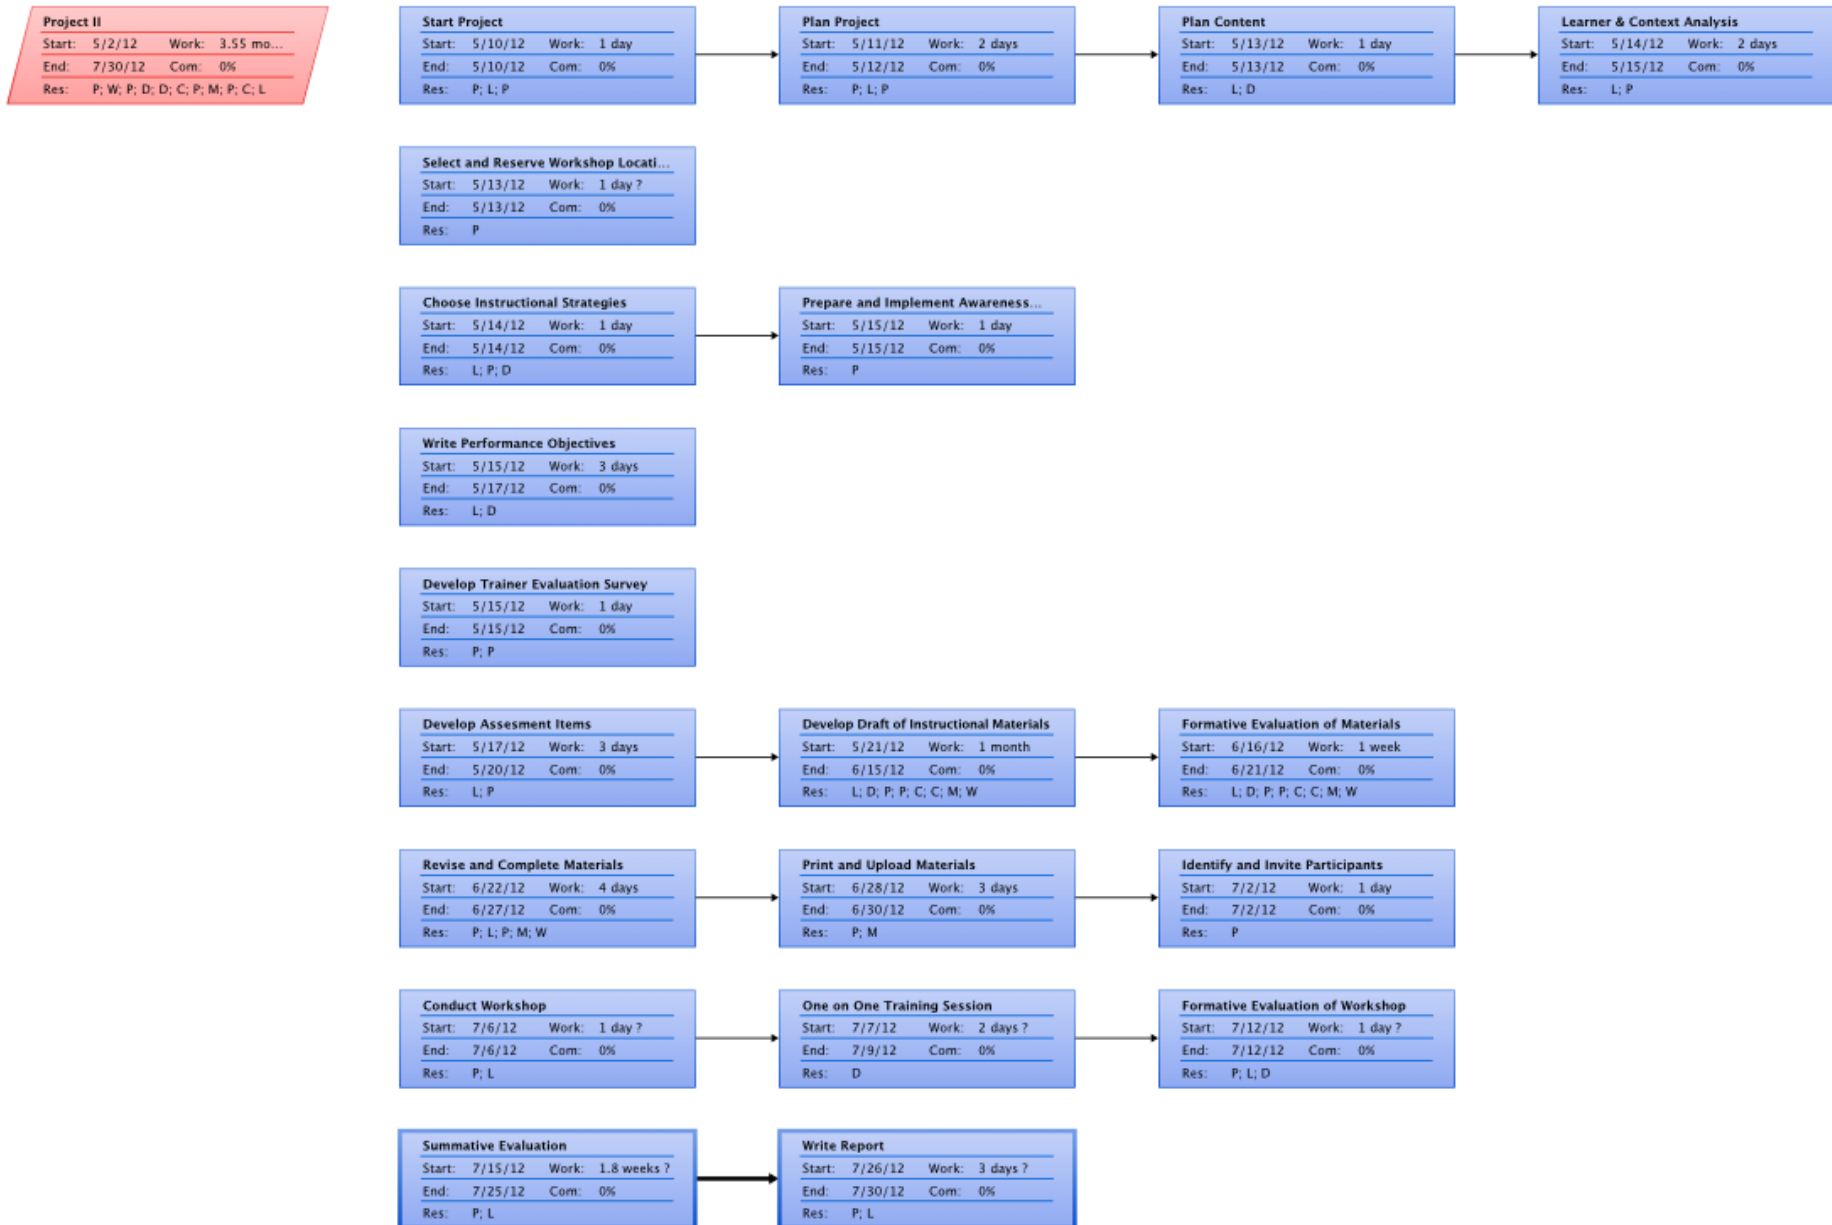 Project II
Start: 5/2/12 Work: 3.55 mo...
End: 7/30/12 Com: 0%
Res: P; W; P; D; D; C; P; M; P; C; L
Start Project
Start: 5/10/12 Work: 1 day
End: 5/10/12 Com: 0%
Res: P; L; P
Plan Project
Start: 5/11/12 Work: 2 days
End: 5/12/12 Com: 0%
Res: P; L; P
Plan Content
Start: 5/13/12 Work: 1 day
End: 5/13/12 Com: 0%
Res: L; D
Learner & Context Analysis
Start: 5/14/12 Work: 2 days
End: 5/15/12 Com: 0%
Res: L; P
Select and Reserve Workshop Locati...
Start: 5/13/12 Work: 1 day ?
End: 5/13/12 Com: 0%
Res: P
Choose Instructional Strategies
Start: 5/14/12 Work: 1 day
End: 5/14/12 Com: 0%
Res: L; P; D
Prepare and Implement Awareness...
Start: 5/15/12 Work: 1 day
End: 5/15/12 Com: 0%
Res: P
Write Performance Objectives
Start: 5/15/12 Work: 3 days
End: 5/17/12 Com: 0%
Res: L; D
Develop Trainer Evaluation Survey
Start: 5/15/12 Work: 1 day
End: 5/15/12 Com: 0%
Res: P; P
Develop Assesment Items
Start: 5/17/12 Work: 3 days
End: 5/20/12 Com: 0%
Res: L; P
Develop Draft of Instructional Materials
Start: 5/21/12 Work: 1 month
End: 6/15/12 Com: 0%
Res: L; D; P; P; C; C; M; W
Formative Evaluation of Materials
Start: 6/16/12 Work: 1 week
End: 6/21/12 Com: 0%
Res: L; D; P; P; C; C; M; W
Revise and Complete Materials
Start: 6/22/12 Work: 4 days
End: 6/27/12 Com: 0%
Res: P; L; P; M; W
Print and Upload Materials
Start: 6/28/12 Work: 3 days
End: 6/30/12 Com: 0%
Res: P; M
Identify and Invite Participants
Start: 7/2/12 Work: 1 day
End: 7/2/12 Com: 0%
Res: P
Conduct Workshop
Start: 7/6/12 Work: 1 day ?
End: 7/6/12 Com: 0%
Res: P; L
One on One Training Session
Start: 7/7/12 Work: 2 days ?
End: 7/9/12 Com: 0%
Res: D
Formative Evaluation of Workshop
Start: 7/12/12 Work: 1 day ?
End: 7/12/12 Com: 0%
Res: P; L; D
Summative Evaluation
Start: 7/15/12 Work: 1.8 weeks ?
End: 7/25/12 Com: 0%
Res: P; L
Write Report
Start: 7/26/12 Work: 3 days ?
End: 7/30/12 Com: 0%
Res: P; L